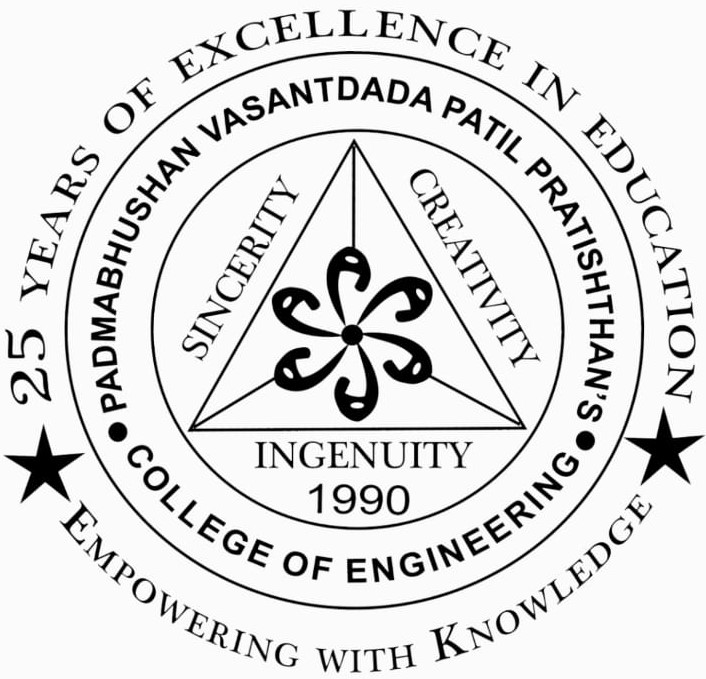 25 YEARS OF EXCELLENCE IN EDUCATION
PADMABHUSHAN VASANTDADA PATIL PRATISHTHAN'S
COLLEGE OF ENGINEERING
SINCERITY
CREATIVITY
INGENUITY
1990
EMPOWERING WITH KNOWLEDGE